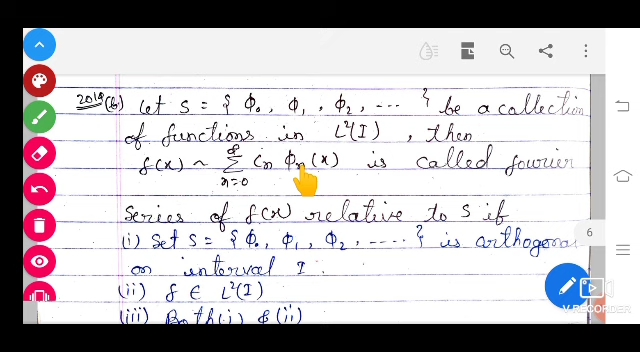 2018 (b). Let S = { Φ₀, Φ₁, Φ₂, ---- } be a collection
of functions in L²(I), then
f(x) ~ ∞∑n=0 Cn Φn(x) is called fourier
Series of f(x) relative to S if
(i) Set S = { Φ₀, Φ₁, Φ₂, ----- } is orthogonal
on interval I.
6
(ii) f ∈ L²(I)
(iii) Both (i) & (ii)
V RECORDER